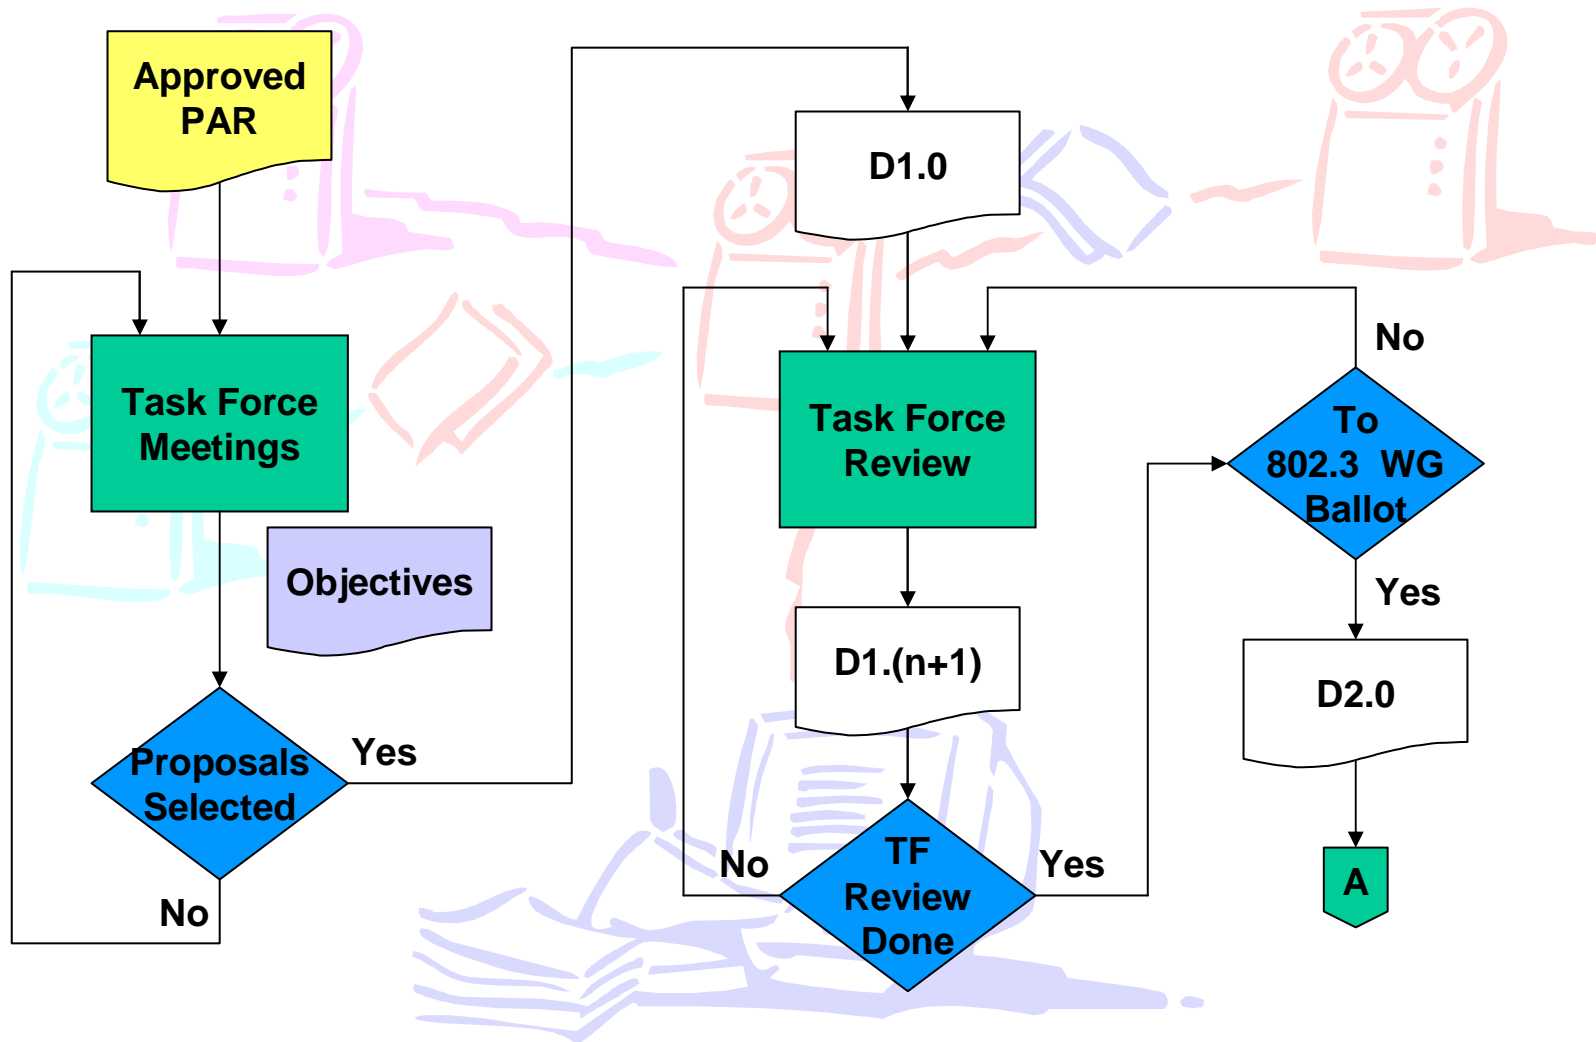 Approved
PAR
Task Force
Meetings
Objectives
Proposals
Selected
Yes
No
D1.0
Task Force
Review
D1.(n+1)
TF
Review
Done
No
Yes
To
802.3 WG
Ballot
No
Yes
D2.0
A